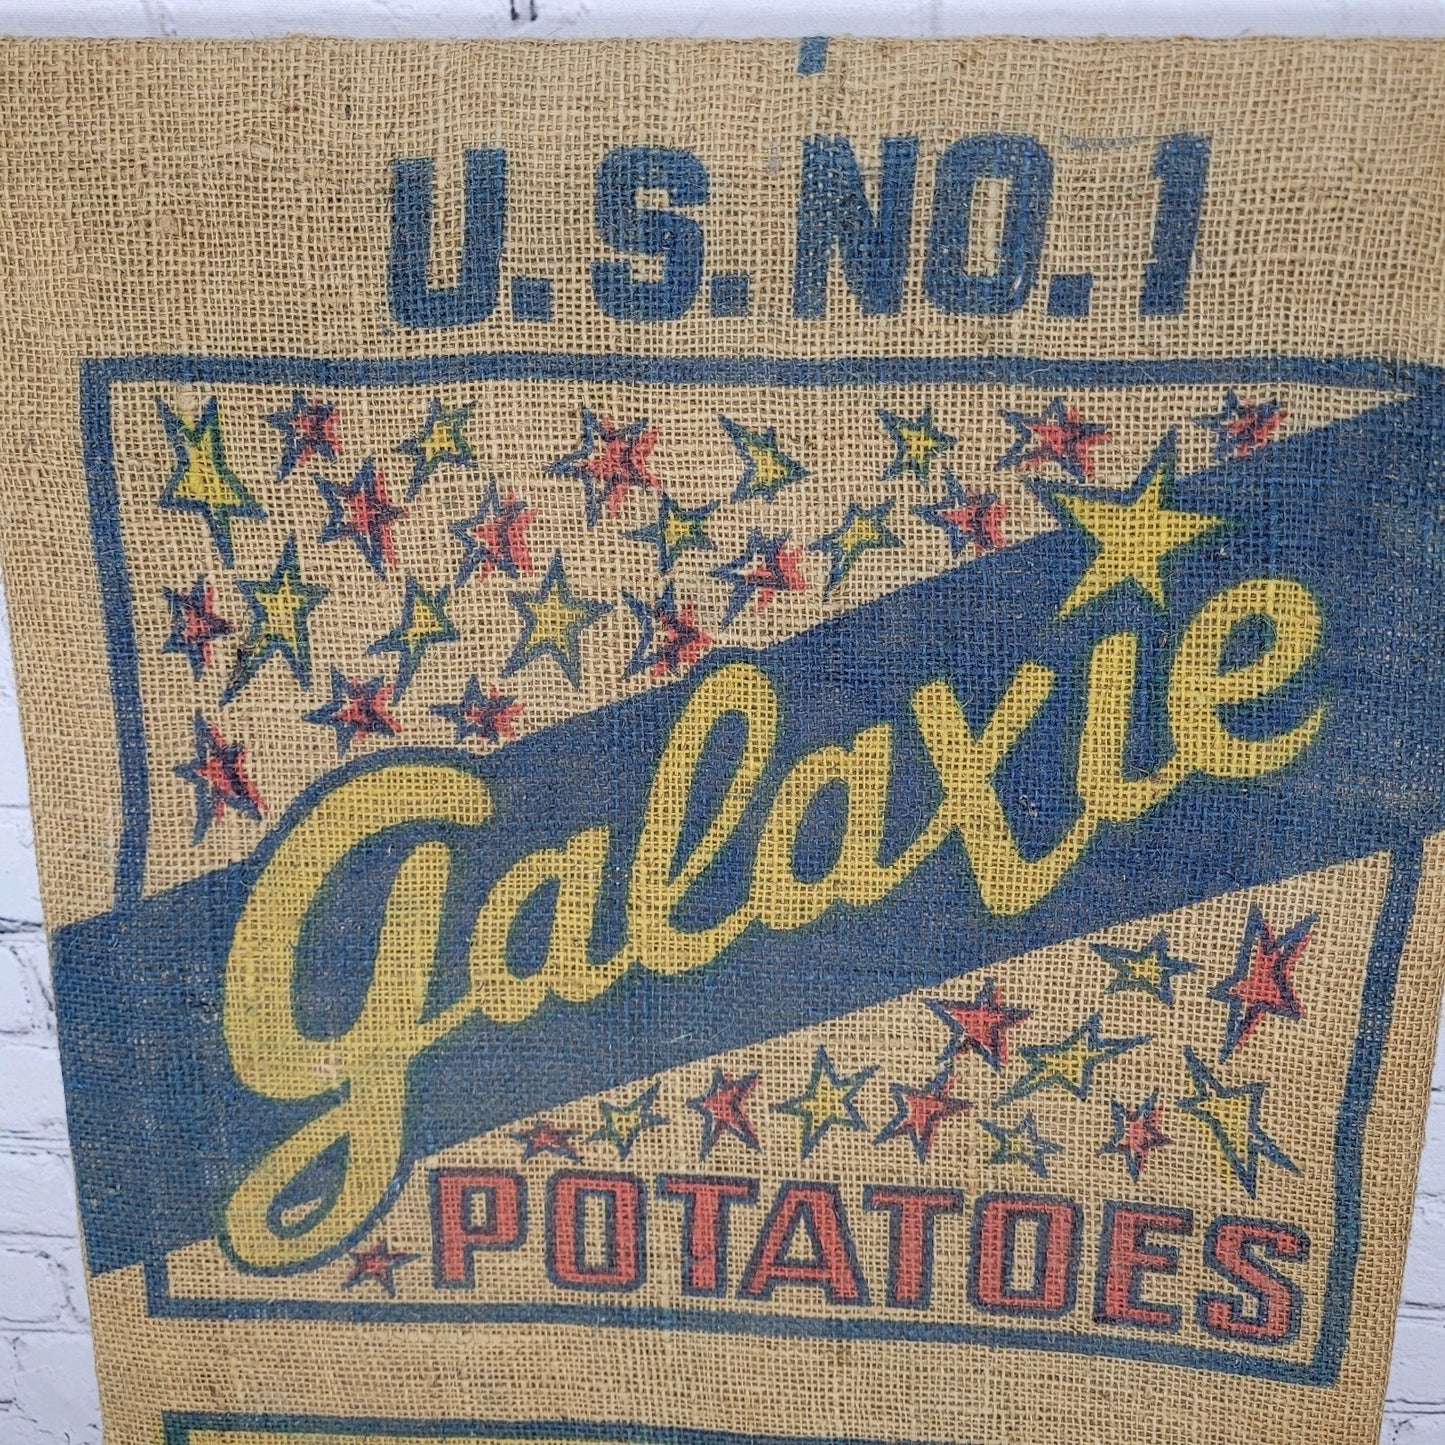 U.S. NO. 1
Galaxie
POTATOES